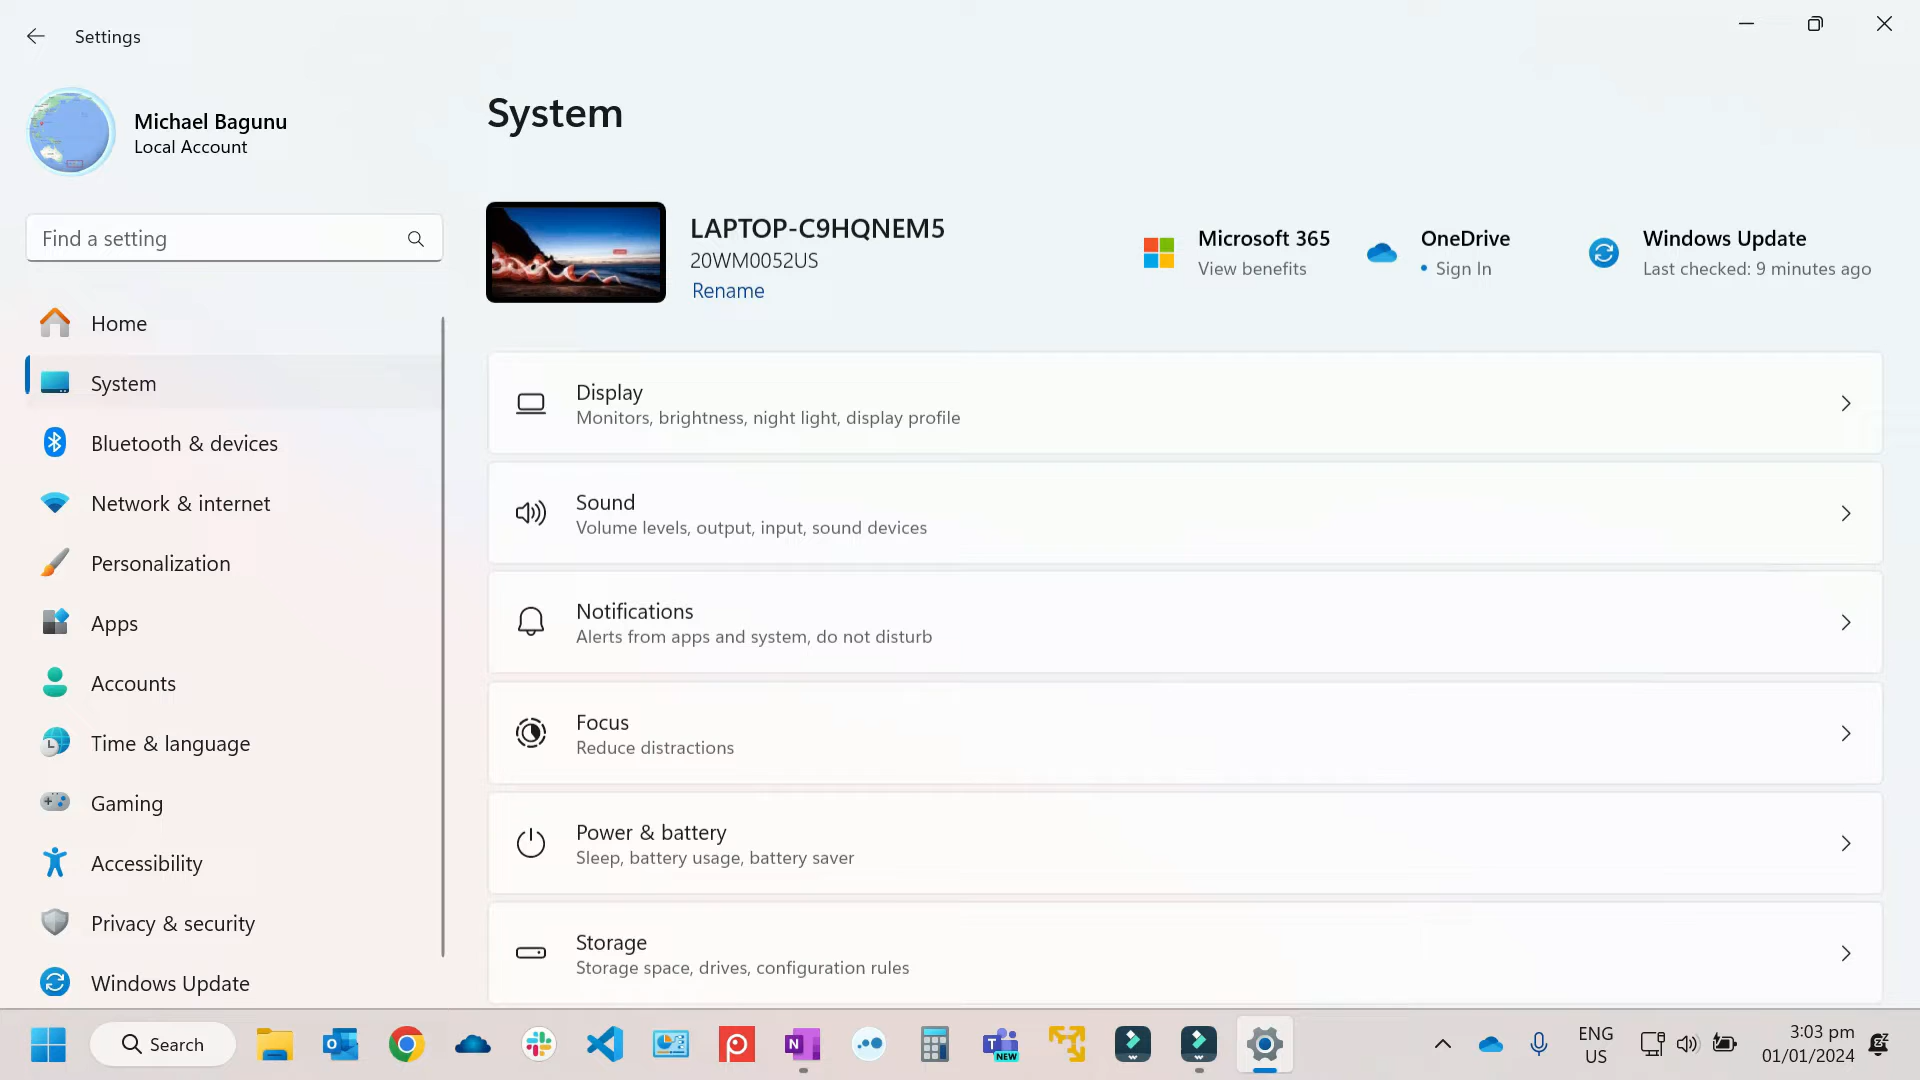 Settings
Michael Bagunu
Local Account
Find a setting
Home
System
Bluetooth & devices
Network & internet
Personalization
Apps
Accounts
Time & language
Gaming
Accessibility
Privacy & security
Windows Update
System
LAPTOP-C9HQNEM5
20WM0052US
Rename
Microsoft 365
View benefits
OneDrive
• Sign In
Windows Update
Last checked: 9 minutes ago
Display
Monitors, brightness, night light, display profile
Sound
Volume levels, output, input, sound devices
Notifications
Alerts from apps and system, do not disturb
Focus
Reduce distractions
Power & battery
Sleep, battery usage, battery saver
Storage
Storage space, drives, configuration rules
Search
NEW
ENG
US
3:03 pm
01/01/2024